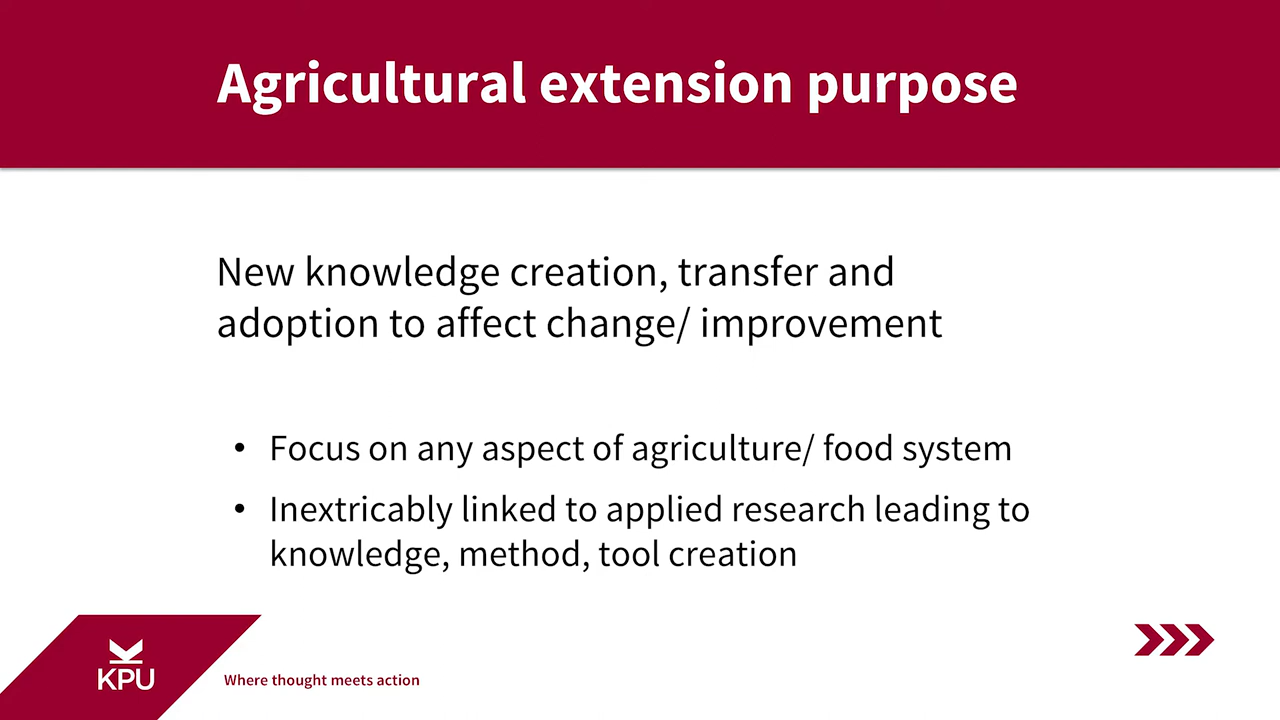 Agricultural extension purpose
New knowledge creation, transfer and
adoption to affect change/ improvement
• Focus on any aspect of agriculture/ food system
• Inextricably linked to applied research leading to
knowledge, method, tool creation
KPU
Where thought meets action